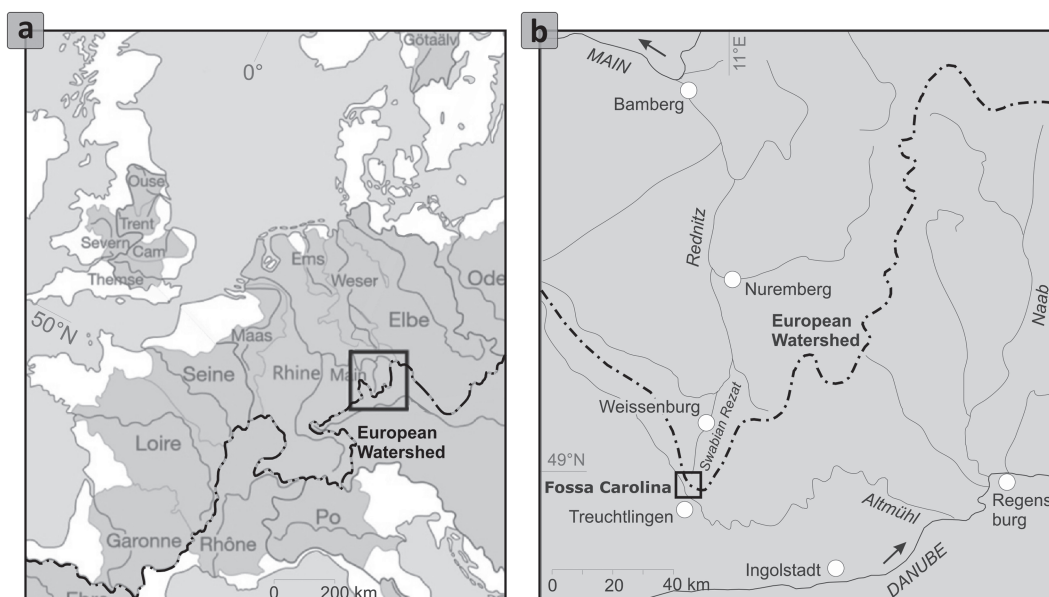 a
Götaälv
0°
Ouse
Trent
Severn
Cam
Themse
Ems
Weser
Ode
50°N
Maas
Elbe
Seine
Rhine
Main
European
Watershed
Loire
Po
Garonne
Rhône
Ebro
0 200 km
b
11°E
MAIN
Bamberg
Rednitz
Nuremberg
Naab
European
Watershed
Weissenburg
Swabian Rezat
49°N
Fossa Carolina
Treuchtlingen
Altmühl
Regens
burg
Ingolstadt
DANUBE
0 20 40 km